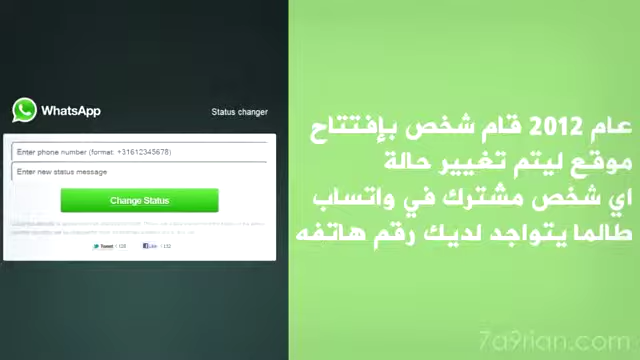 WhatsApp
Status changer
Enter phone number (format: +31612345678)
Enter new status message
Change Status
Tweet
Like
عام 2012 قام شخص بإفتتاح
موقع ليتم تغيير حالة
اي شخص مشترك في واتساب
طالما يتواجد لديك رقم هاتفه
7a9rian.com